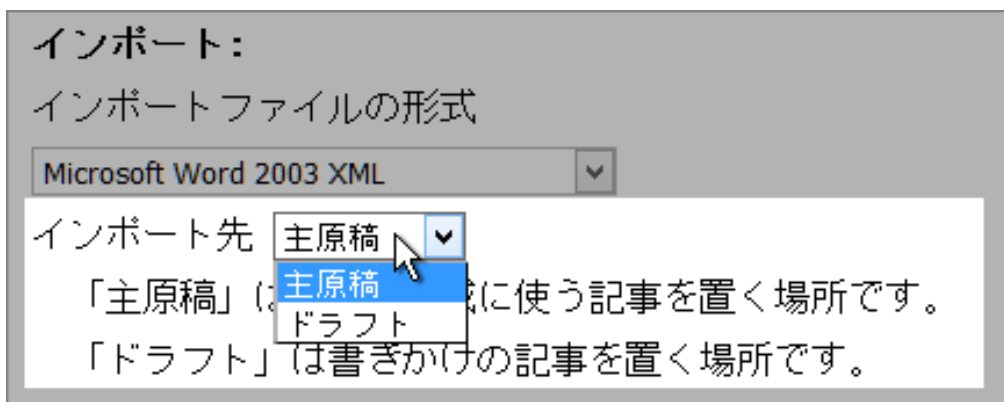 インポート:
インポートファイルの形式
Microsoft Word 2003 XML
インポート先 主原稿
主原稿
ドラフト
「主原稿」は に使う記事を置く場所です。
「ドラフト」は書きかけの記事を置く場所です。